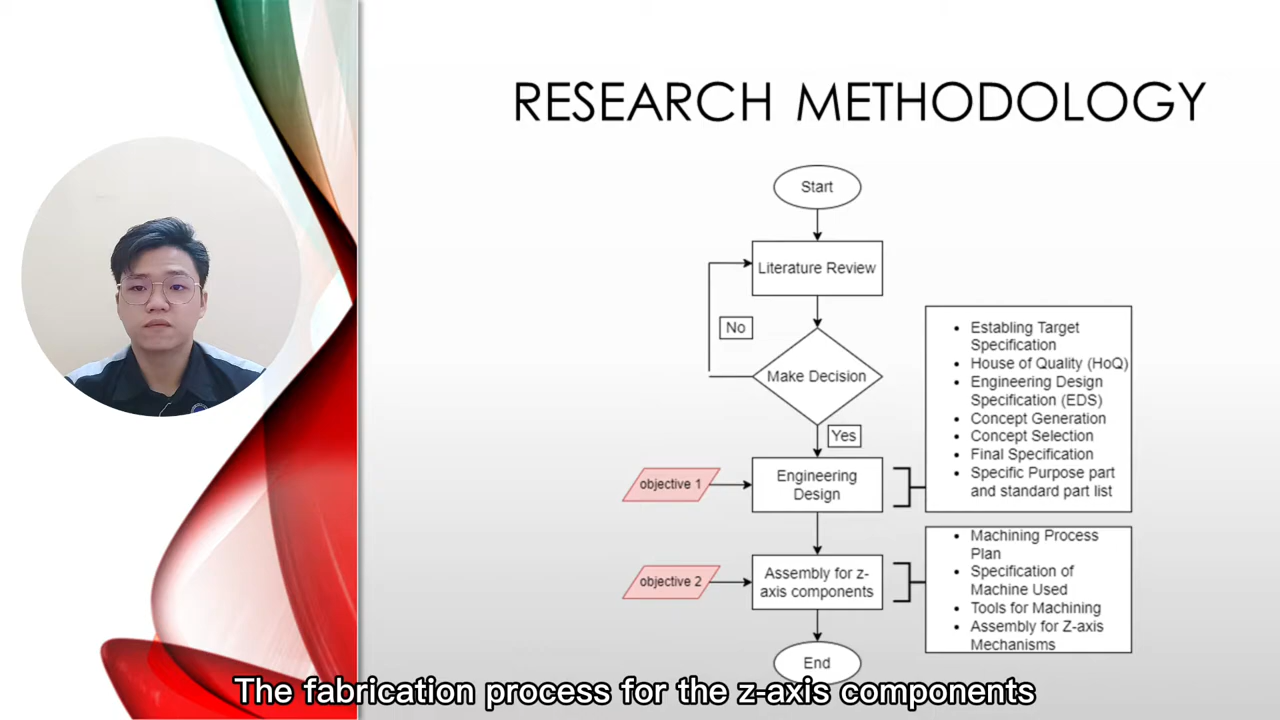 RESEARCH METHODOLOGY
Start
Literature Review
No
Make Decision
Yes
objective 1
Engineering
Design
• Establing Target
Specification
• House of Quality (HoQ)
• Engineering Design
Specification (EDS)
• Concept Generation
• Concept Selection
• Final Specification
• Specific Purpose part
and standard part list
objective 2
Assembly for z-
axis components
• Machining Process
Plan
• Specification of
Machine Used
• Tools for Machining
• Assembly for Z-axis
Mechanisms
End
The fabrication process for the z-axis components